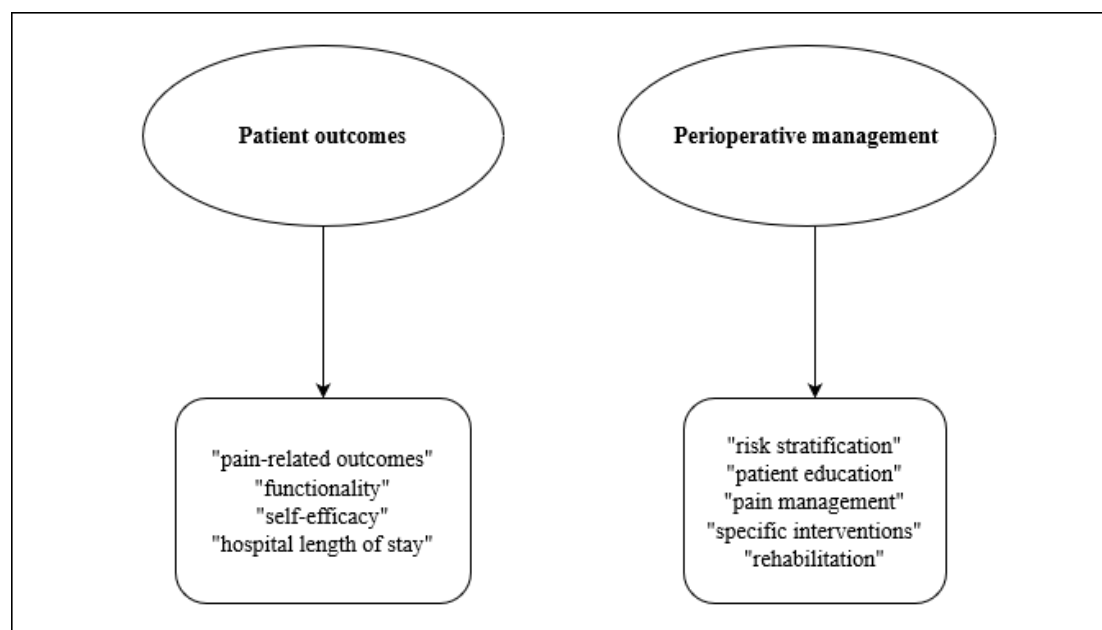 Patient outcomes
Perioperative management
"pain-related outcomes"
"functionality"
"self-efficacy"
"hospital length of stay"
"risk stratification"
"patient education"
"pain management"
"specific interventions"
"rehabilitation"